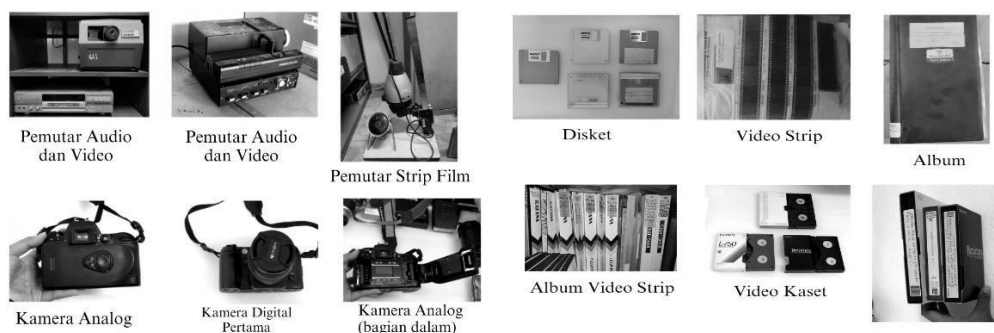 Pemutar Audio
dan Video
Pemutar Audio
dan Video
Pemutar Strip Film
Disket
Video Strip
Album
Kamera Analog
Kamera Digital
Pertama
Kamera Analog
(bagian dalam)
Album Video Strip
Video Kaset